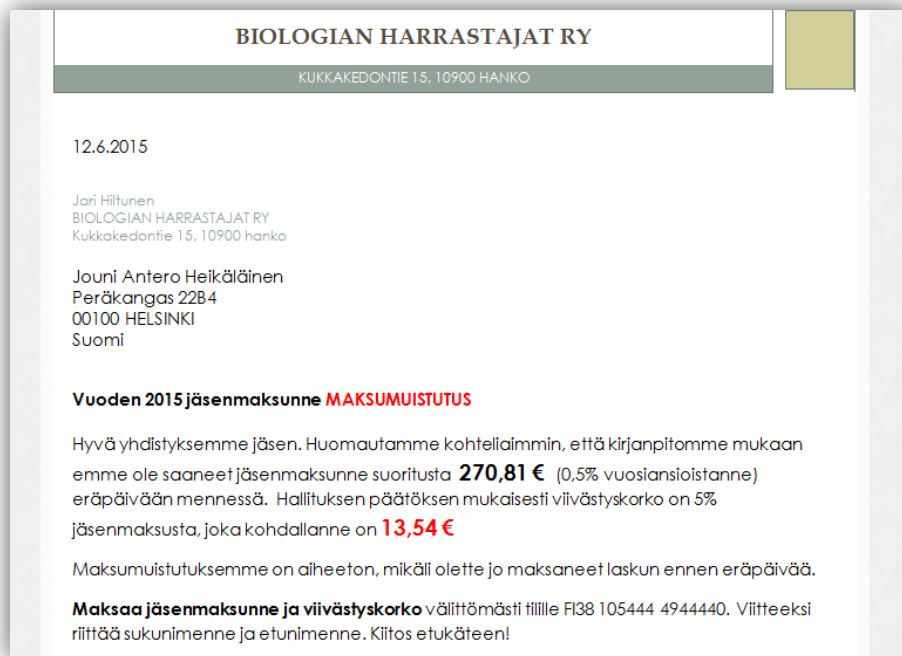 BIOLOGIAN HARRASTAJAT RY
KUKKAKEDONTIE 15, 10900 HANKO
12.6.2015
Jari Hiltunen
BIOLOGIAN HARRASTAJAT RY
Kukkakedontie 15, 10900 hanko
Jouni Antero Heikäläinen
Peräkangas 22B4
00100 HELSINKI
Suomi
Vuoden 2015 jäsenmaksunne MAKSUMUISTUTUS
Hyvä yhdistyksemme jäsen. Huomautamme kohteliaimmin, että kirjanpitomme mukaan
emme ole saaneet jäsenmaksunne suoritusta 270,81 € (0,5% vuosiansioistanne)
eräpäivään mennessä. Hallituksen päätöksen mukaisesti viivästyskorko on 5%
jäsenmaksusta, joka kohdallanne on 13,54 €
Maksumuistutuksemme on aiheeton, mikäli olette jo maksaneet laskun ennen eräpäivää.
Maksaa jäsenmaksunne ja viivästyskorko välittömästi tilille FI38 105444 4944440. Viitteeksi
riittää sukunimenne ja etunimenne. Kiitos etukäteen!